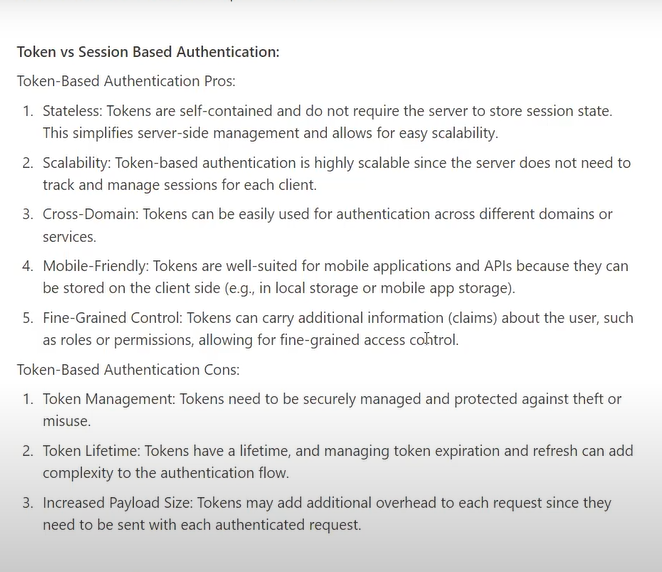 Token vs Session Based Authentication:
Token-Based Authentication Pros:
1. Stateless: Tokens are self-contained and do not require the server to store session state.
This simplifies server-side management and allows for easy scalability.
2. Scalability: Token-based authentication is highly scalable since the server does not need to
track and manage sessions for each client.
3. Cross-Domain: Tokens can be easily used for authentication across different domains or
services.
4. Mobile-Friendly: Tokens are well-suited for mobile applications and APIs because they can
be stored on the client side (e.g., in local storage or mobile app storage).
5. Fine-Grained Control: Tokens can carry additional information (claims) about the user, such
as roles or permissions, allowing for fine-grained access control.
Token-Based Authentication Cons:
1. Token Management: Tokens need to be securely managed and protected against theft or
misuse.
2. Token Lifetime: Tokens have a lifetime, and managing token expiration and refresh can add
complexity to the authentication flow.
3. Increased Payload Size: Tokens may add additional overhead to each request since they
need to be sent with each authenticated request.